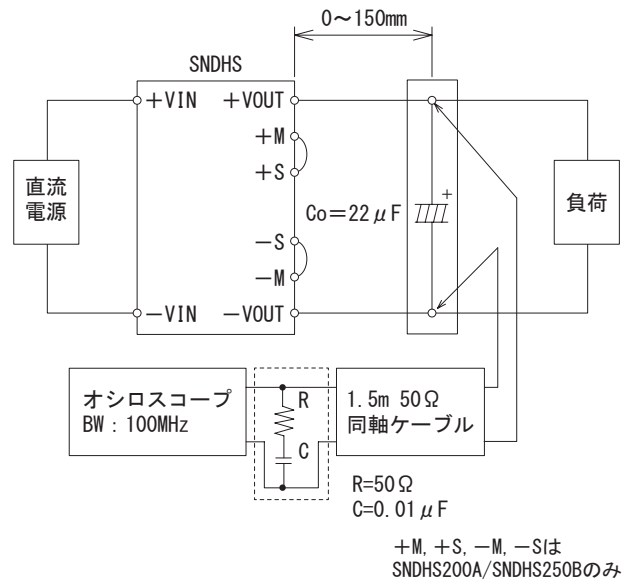 0~150mm
SNDHS
+VIN
+VOUT
+M
+S
直流
電源
Co=22μF
+
負荷
-S
-M
-VIN
-VOUT
オシロスコープ
BW:100MHz
R
C
1.5m 50Ω
同軸ケーブル
R=50Ω
C=0.01μF
+M, +S, -M, -Sは
SNDHS200A/SNDHS250Bのみ